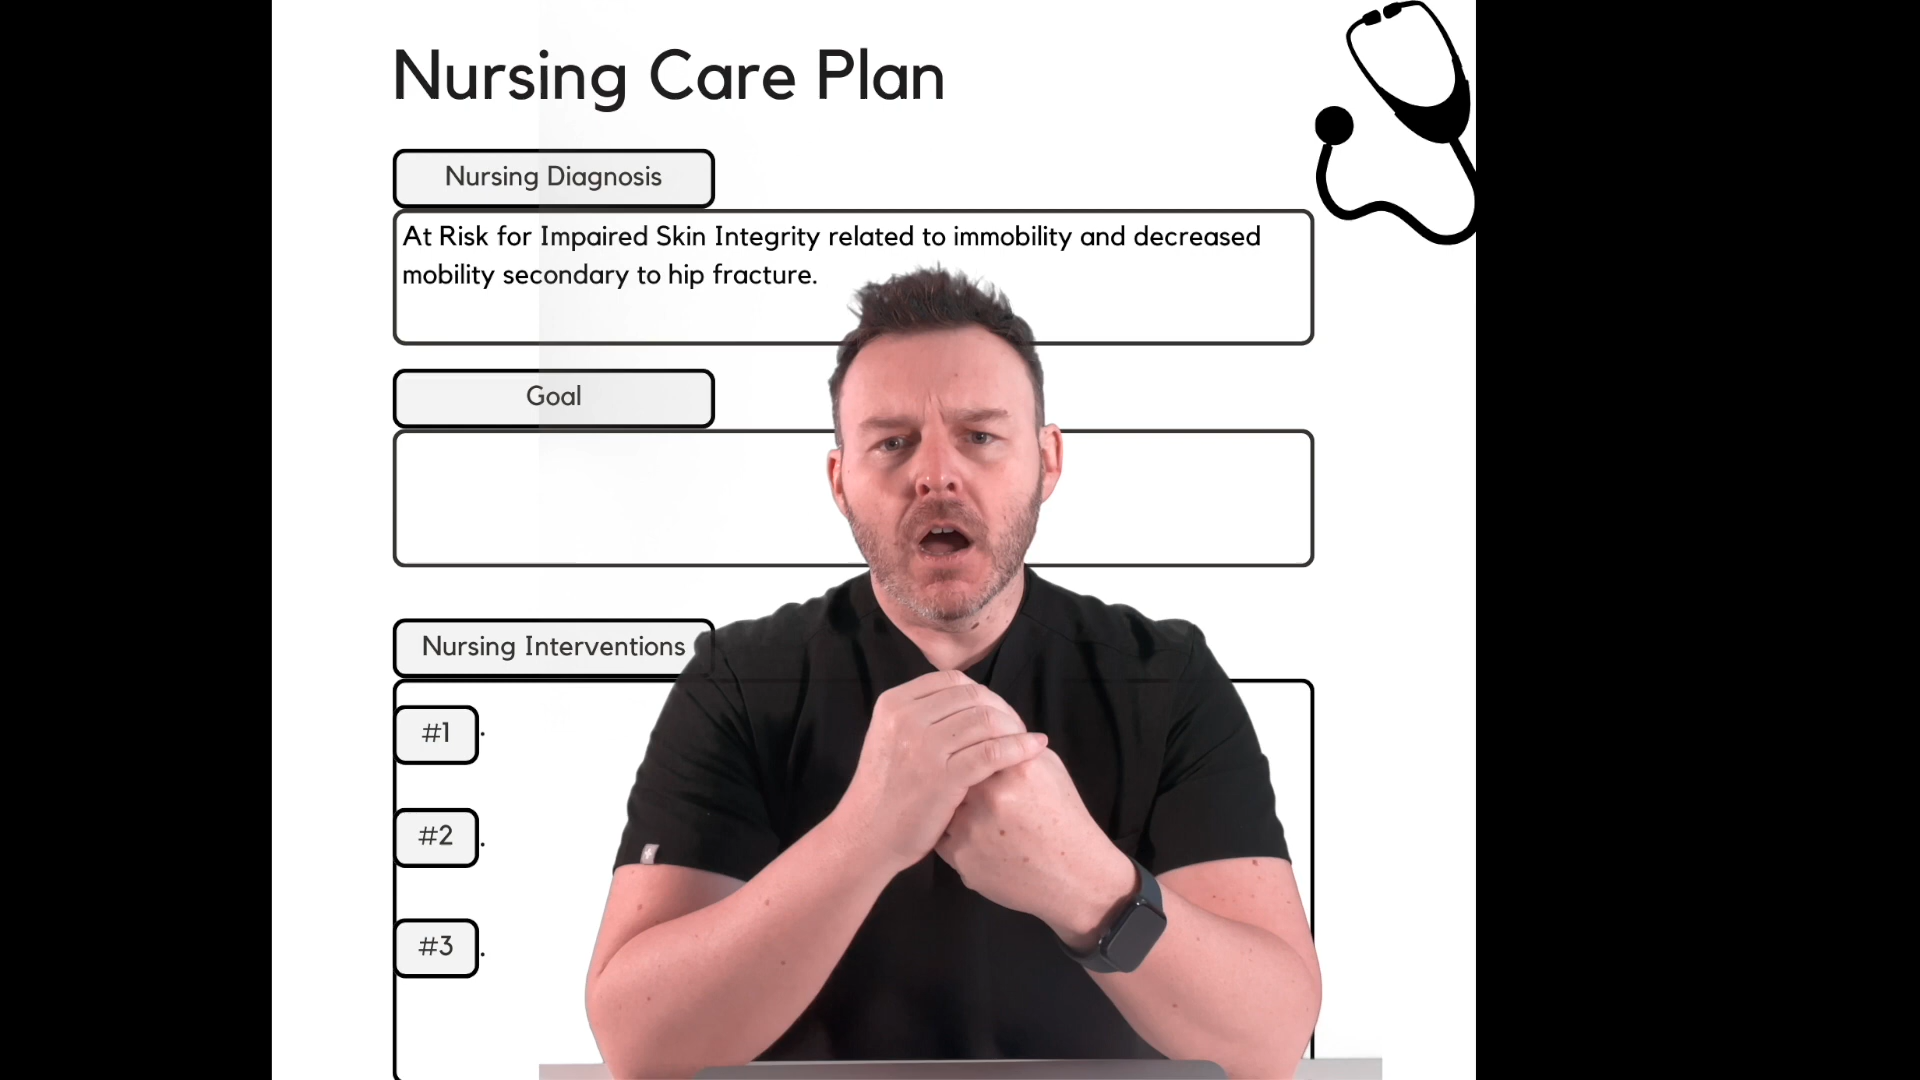 Nursing Care Plan
Nursing Diagnosis
At Risk for Impaired Skin Integrity related to immobility and decreased
mobility secondary to hip fracture.
Goal
Nursing Interventions
#1 .
#2 .
#3 .